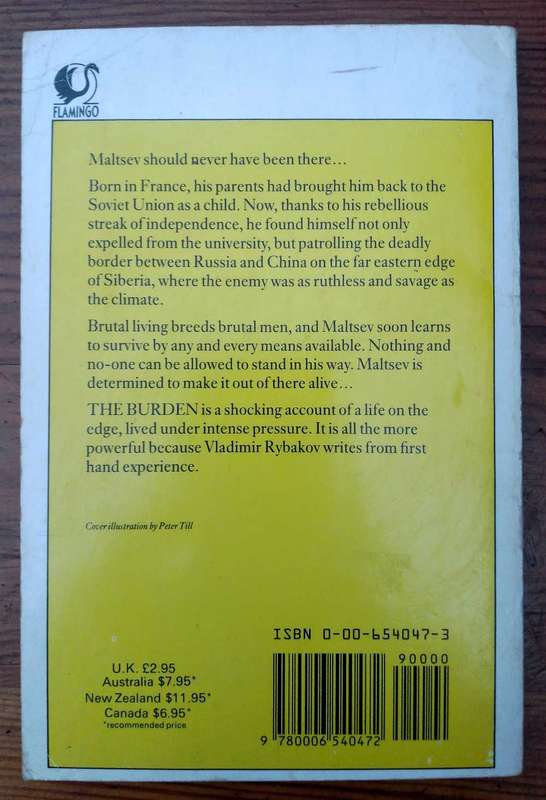 FLAMINGO
Maltsev should never have been there...
Born in France, his parents had brought him back to the
Soviet Union as a child. Now, thanks to his rebellious
streak of independence, he found himself not only
expelled from the university, but patrolling the deadly
border between Russia and China on the far eastern edge
of Siberia, where the enemy was as ruthless and savage as
the climate.
Brutal living breeds brutal men, and Maltsev soon learns
to survive by any and every means available. Nothing and
no-one can be allowed to stand in his way. Maltsev is
determined to make it out of there alive...
THE BURDEN is a shocking account of a life on the
edge, lived under intense pressure. It is all the more
powerful because Vladimir Rybakov writes from first
hand experience.
Cover illustration by Peter Till
ISBN 0-00-654047-3
90000
U.K. £2.95
Australia $7.95*
New Zealand $11.95*
Canada $6.95*
*recommended price
9 780006 540472